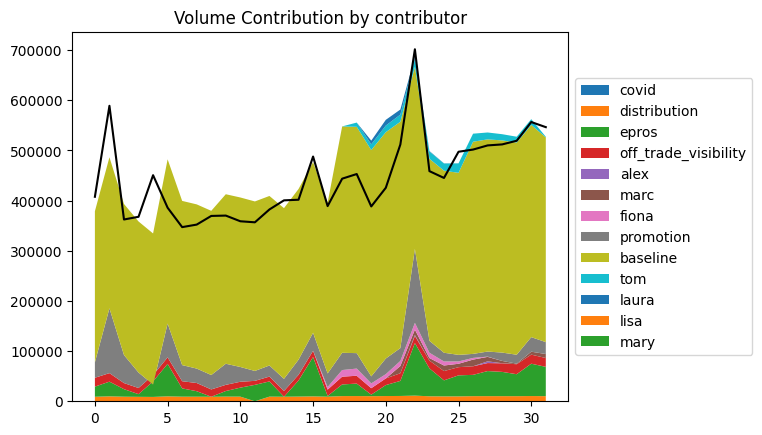 Volume Contribution by contributor
700000
600000
500000
400000
300000
200000
100000
0
0 5 10 15 20 25 30
covid
distribution
epros
off_trade_visibility
alex
marc
fiona
promotion
baseline
tom
laura
lisa
mary